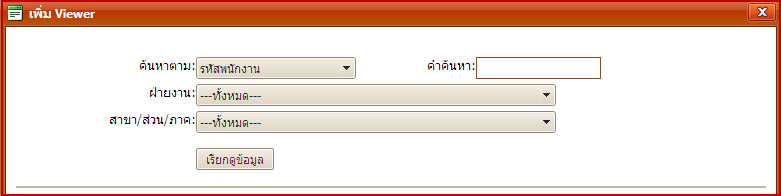 เพิ่ม Viewer
ค้นหาตาม: รหัสพนักงาน คำค้นหา:
ฝ่ายงาน: ---ทั้งหมด---
สาขา/ส่วน/ภาค: ---ทั้งหมด---
เรียกดูข้อมูล